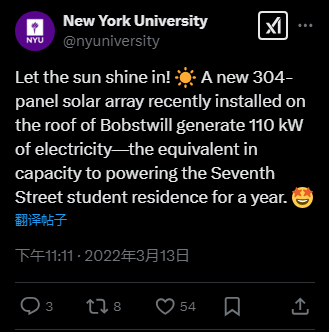 New York University
NYU
@nyuniversity
Let the sun shine in! ☀️ A new 304-
panel solar array recently installed on
the roof of Bobstwill generate 110 kW
of electricity—the equivalent in
capacity to powering the Seventh
Street student residence for a year. 🤩
翻译帖子
下午11:11 · 2022年3月13日
3 8 54